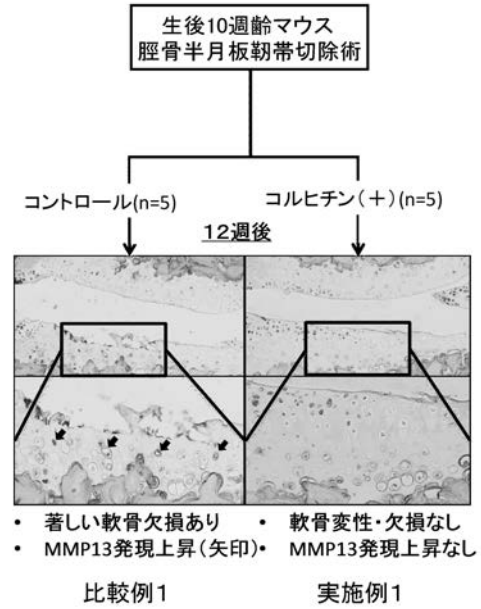 生後10週齢マウス
脛骨半月板靭帯切除術
コントロール(n=5)
コルヒチン(+)(n=5)
12週後
• 著しい軟骨欠損あり
• MMP13発現上昇(矢印)
• 軟骨変性・欠損なし
• MMP13発現上昇なし
比較例1
実施例1